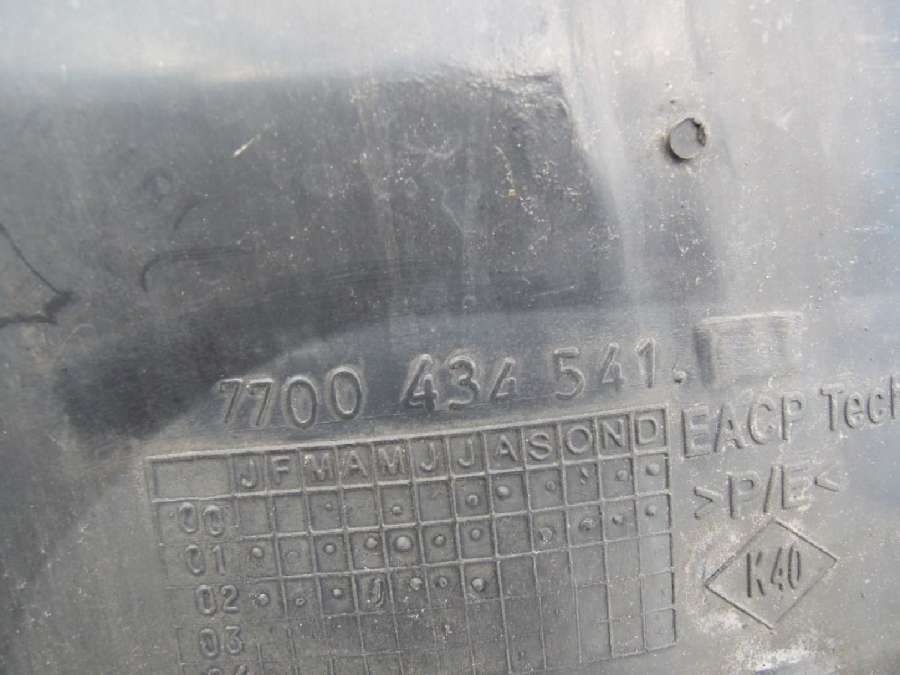 7700 434 541.
J F M A M J J A S O N D
EACP Tech
00
>P/E<
01
K40
02
03